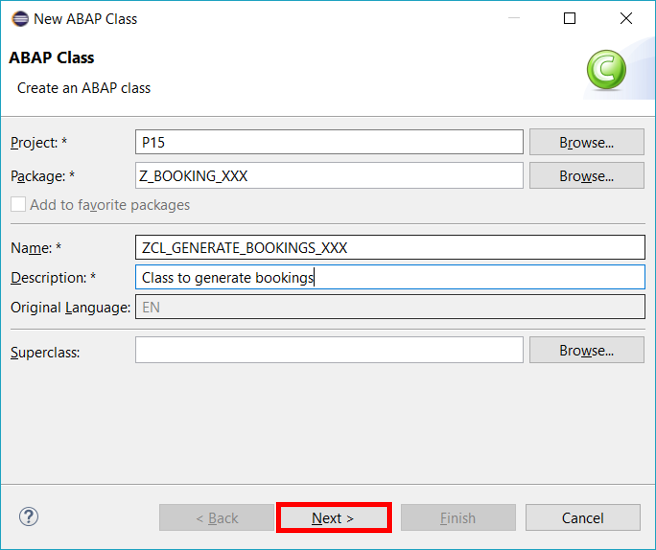 New ABAP Class
ABAP Class
Create an ABAP class
Project: * P15 Browse...
Package: * Z_BOOKING_XXX Browse...
Add to favorite packages
Name: * ZCL_GENERATE_BOOKINGS_XXX
Description: * Class to generate bookings
Original Language: EN
Superclass: Browse...
? < Back Next > Finish Cancel